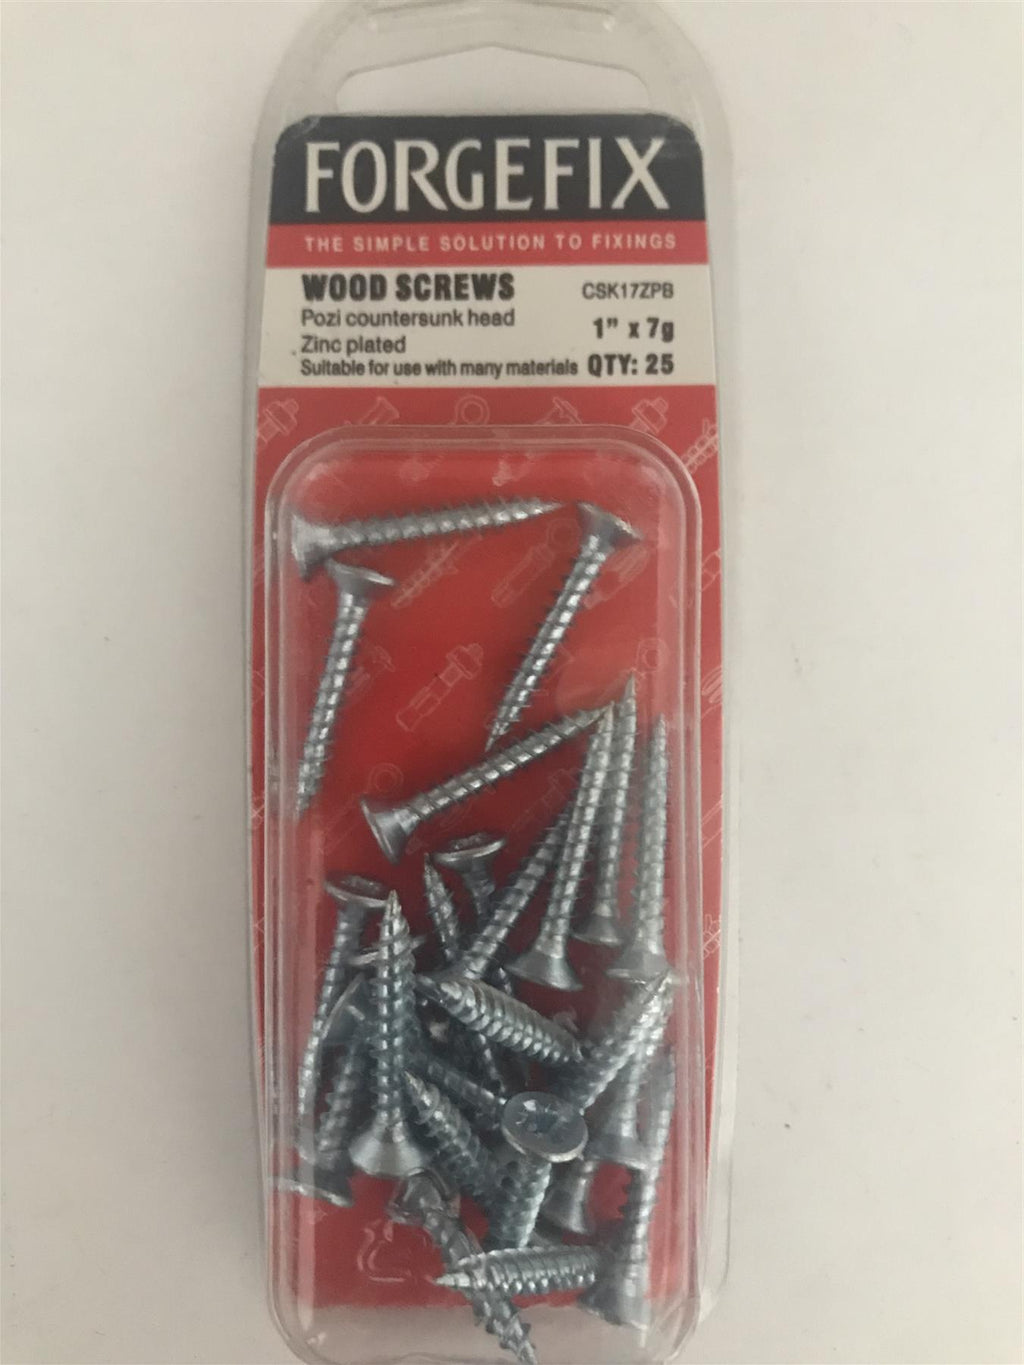 FORGEFIX
THE SIMPLE SOLUTION TO FIXINGS
WOOD SCREWS CSK17ZPB
Pozi countersunk head
1" x 7g
Zinc plated
Suitable for use with many materials QTY: 25